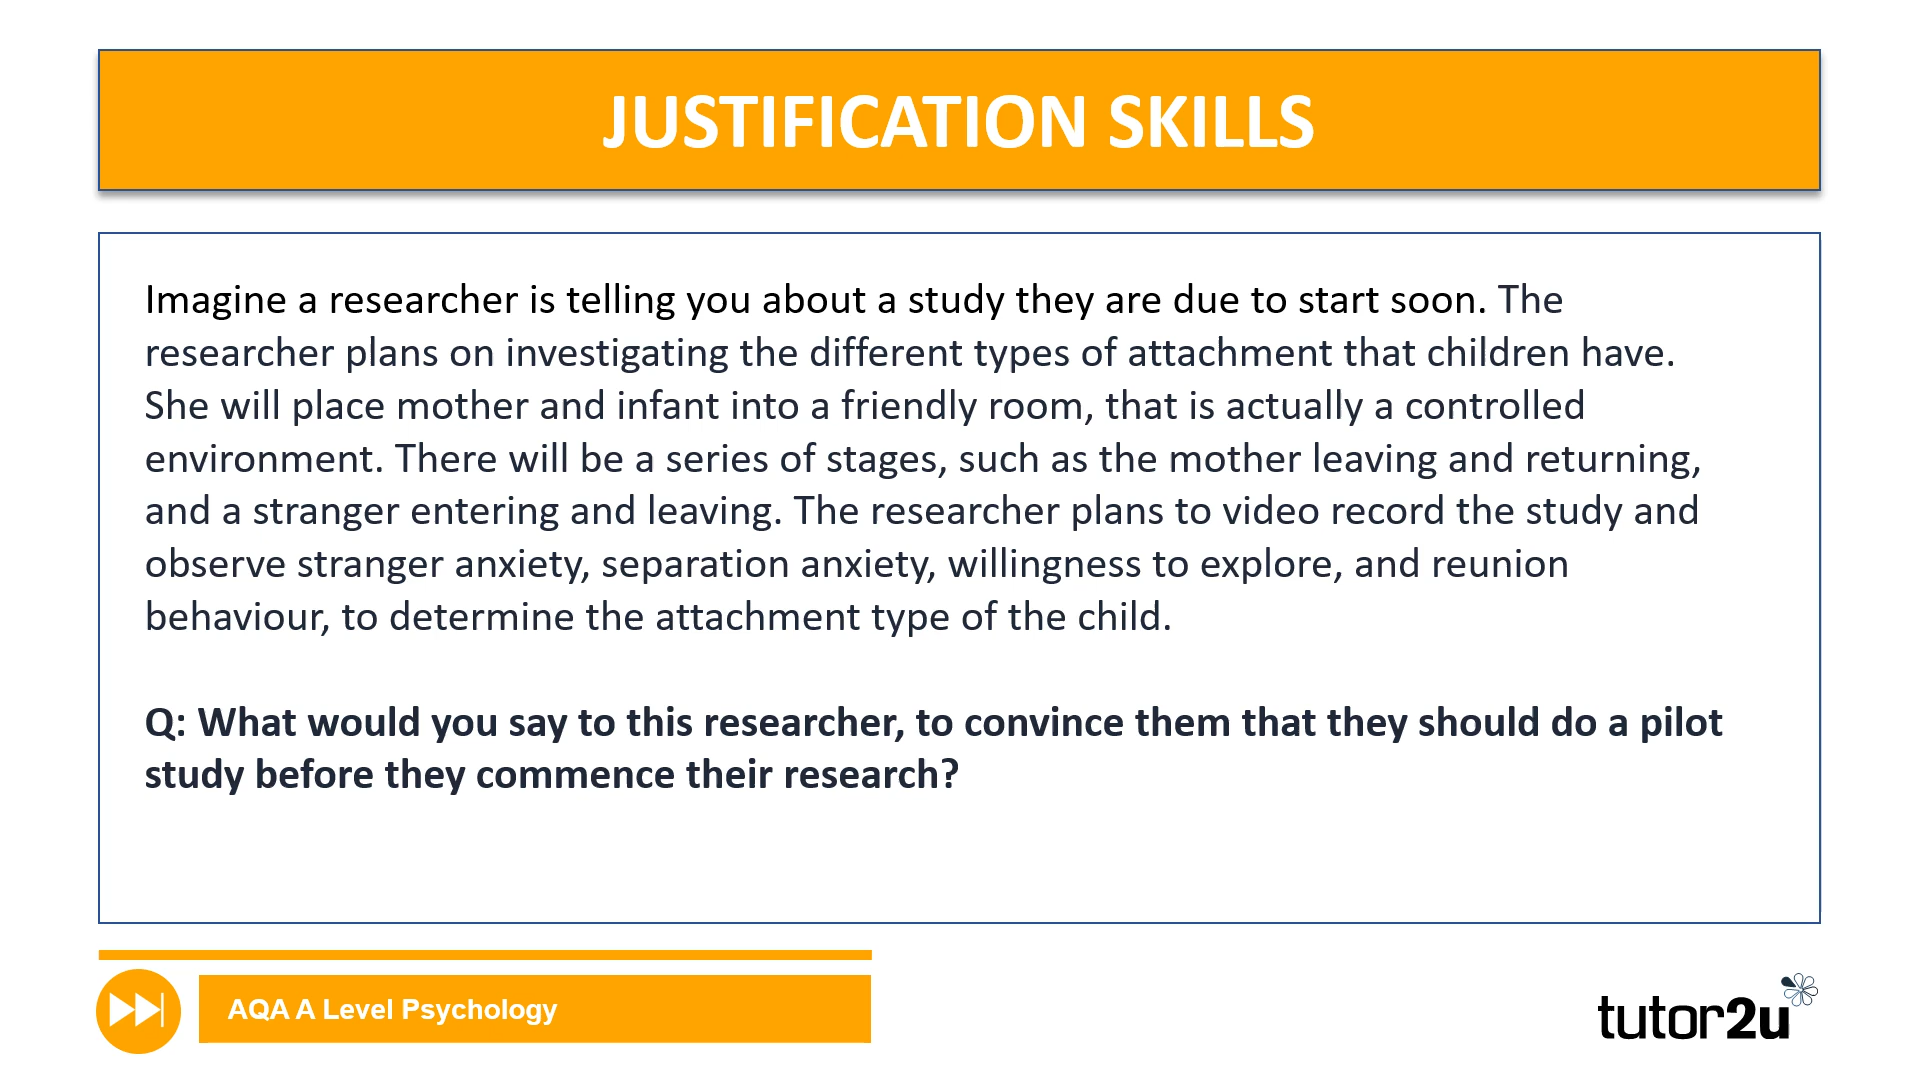 JUSTIFICATION SKILLS
Imagine a researcher is telling you about a study they are due to start soon. The
researcher plans on investigating the different types of attachment that children have.
She will place mother and infant into a friendly room, that is actually a controlled
environment. There will be a series of stages, such as the mother leaving and returning,
and a stranger entering and leaving. The researcher plans to video record the study and
observe stranger anxiety, separation anxiety, willingness to explore, and reunion
behaviour, to determine the attachment type of the child.
Q: What would you say to this researcher, to convince them that they should do a pilot
study before they commence their research?
AQA A Level Psychology
tutor2u